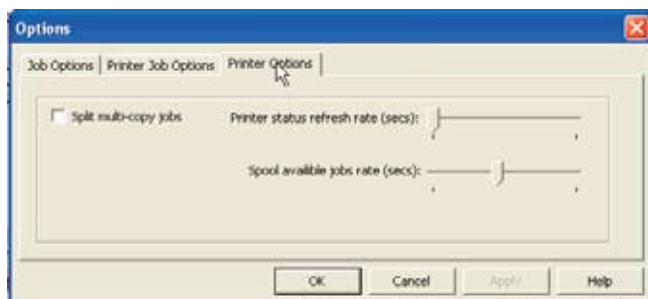 Options
Job Options Printer Job Options Printer Options
Split multi-copy jobs Printer status refresh rate (secs):
Spool availible jobs rate (secs):
OK Cancel Apply Help